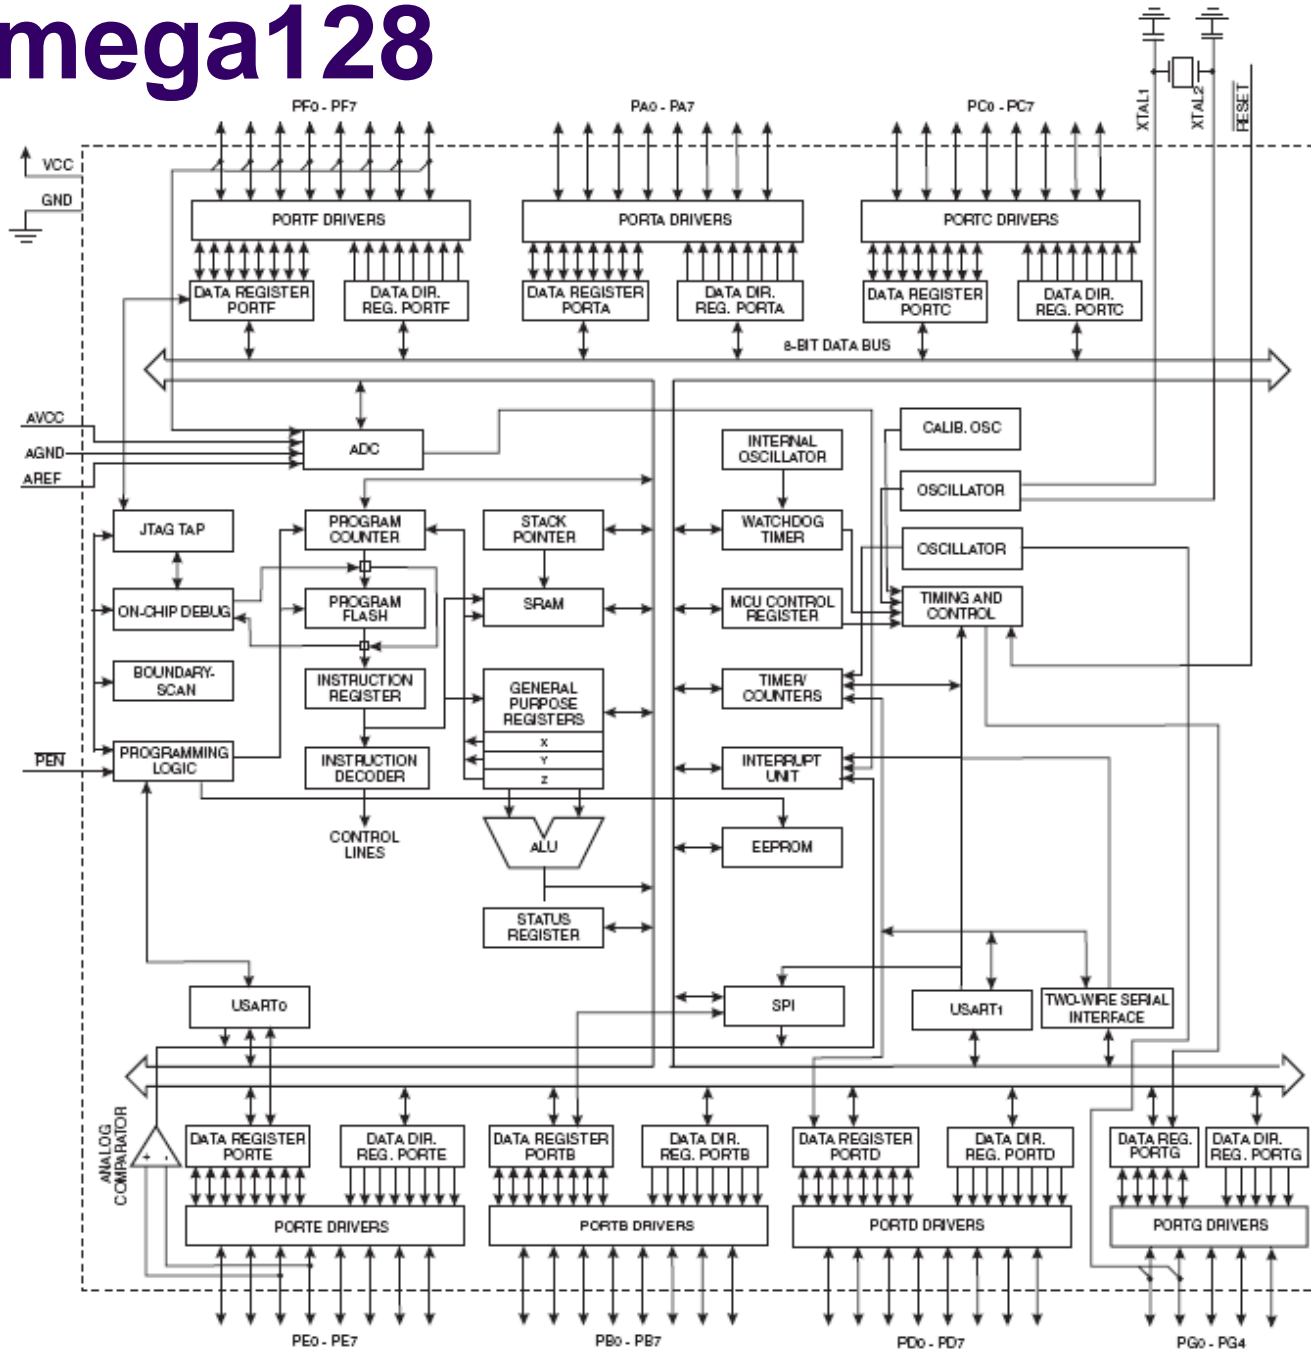 mega128
PF0 - PF7
PA0 - PA7
PC0 - PC7
XTAL1
XTAL2
RESET
VCC
GND
PORTF DRIVERS
PORTA DRIVERS
PORTC DRIVERS
DATA REGISTER
PORTF
DATA DIR.
REG. PORTF
DATA REGISTER
PORTA
DATA DIR.
REG. PORTA
DATA REGISTER
PORTC
DATA DIR.
REG. PORTC
8-BIT DATA BUS
AVCC
AGND
AREF
ADC
INTERNAL
OSCILLATOR
CALIB. OSC
OSCILLATOR
JTAG TAP
PROGRAM
COUNTER
STACK
POINTER
WATCHDOG
TIMER
OSCILLATOR
ON-CHIP DEBUG
PROGRAM
FLASH
SRAM
MCU CONTROL
REGISTER
TIMING AND
CONTROL
BOUNDARY-
SCAN
INSTRUCTION
REGISTER
GENERAL
PURPOSE
REGISTERS
X
Y
Z
TIMER/
COUNTERS
PEN
PROGRAMMING
LOGIC
INSTRUCTION
DECODER
INTERRUPT
UNIT
CONTROL
LINES
ALU
EEPROM
STATUS
REGISTER
USART0
SPI
USART1
TWO-WIRE SERIAL
INTERFACE
ANALOG
COMPARATOR
+ -
DATA REGISTER
PORTE
DATA DIR.
REG. PORTE
DATA REGISTER
PORTB
DATA DIR.
REG. PORTB
DATA REGISTER
PORTD
DATA DIR.
REG. PORTD
DATA REG.
PORTG
DATA DIR.
REG. PORTG
PORTE DRIVERS
PORTB DRIVERS
PORTD DRIVERS
PORTG DRIVERS
PE0 - PE7
PB0 - PB7
PD0 - PD7
PG0 - PG4